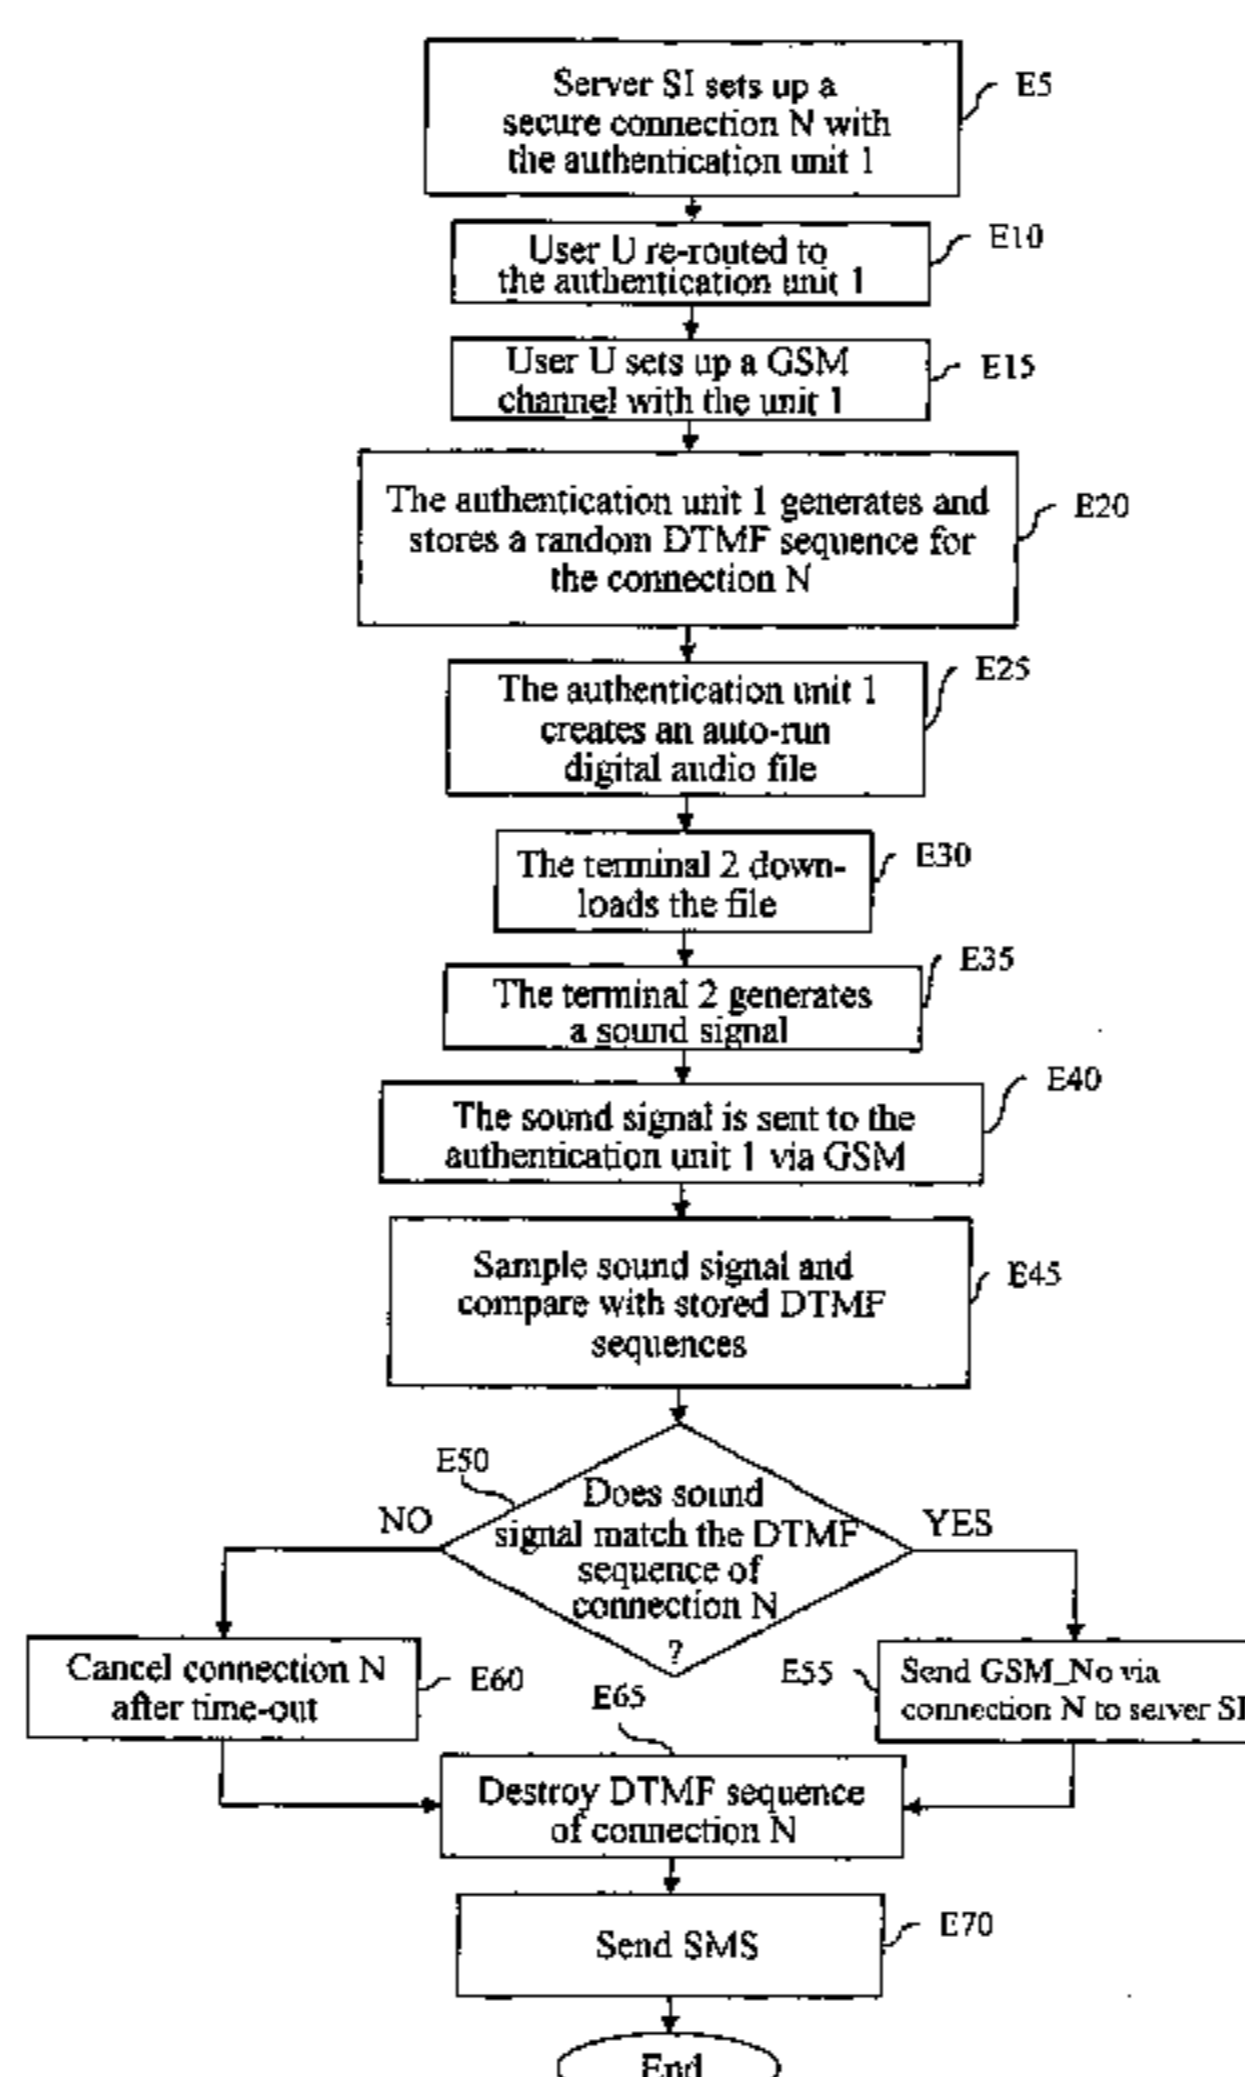 Server SI sets up a
secure connection N with
the authentication unit 1
E5
User U re-routed to
the authentication unit 1
E10
User U sets up a GSM
channel with the unit 1
E15
The authentication unit 1 generates and
stores a random DTMF sequence for
the connection N
E20
The authentication unit 1
creates an auto-run
digital audio file
E25
The terminal 2 down-
loads the file
E30
The terminal 2 generates
a sound signal
E35
The sound signal is sent to the
authentication unit 1 via GSM
E40
Sample sound signal and
compare with stored DTMF
sequences
E45
E50
Does sound
signal match the DTMF
sequence of
connection N
?
NO
YES
Cancel connection N
after time-out
E60
E55
Send GSM_No via
connection N to server SI
E65
Destroy DTMF sequence
of connection N
Send SMS
E70
End